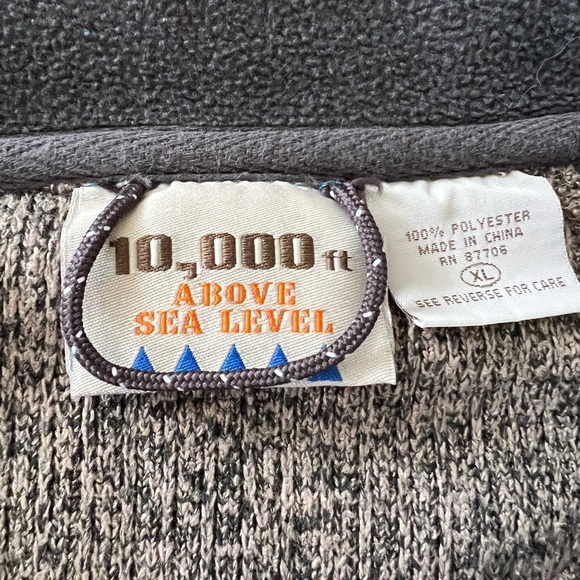 10,000 ft
ABOVE
SEA LEVEL
100% POLYESTER
MADE IN CHINA
RN 87706
XL
SEE REVERSE FOR CARE